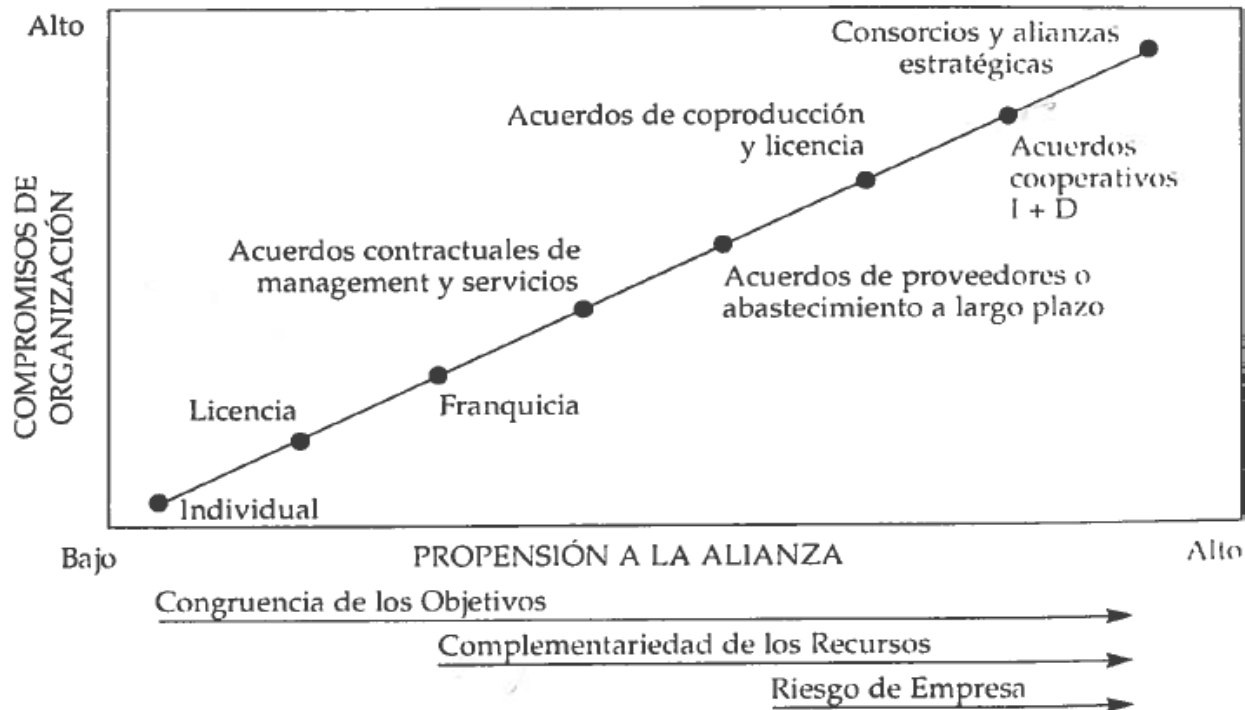 Alto
Consorcios y alianzas
estratégicas
Acuerdos de coproducción
y licencia
Acuerdos
cooperativos
I + D
COMPROMISOS DE
ORGANIZACIÓN
Acuerdos contractuales de
management y servicios
Acuerdos de proveedores o
abastecimiento a largo plazo
Licencia
Franquicia
Individual
Bajo
PROPENSIÓN A LA ALIANZA
Alto
Congruencia de los Objetivos
Complementariedad de los Recursos
Riesgo de Empresa